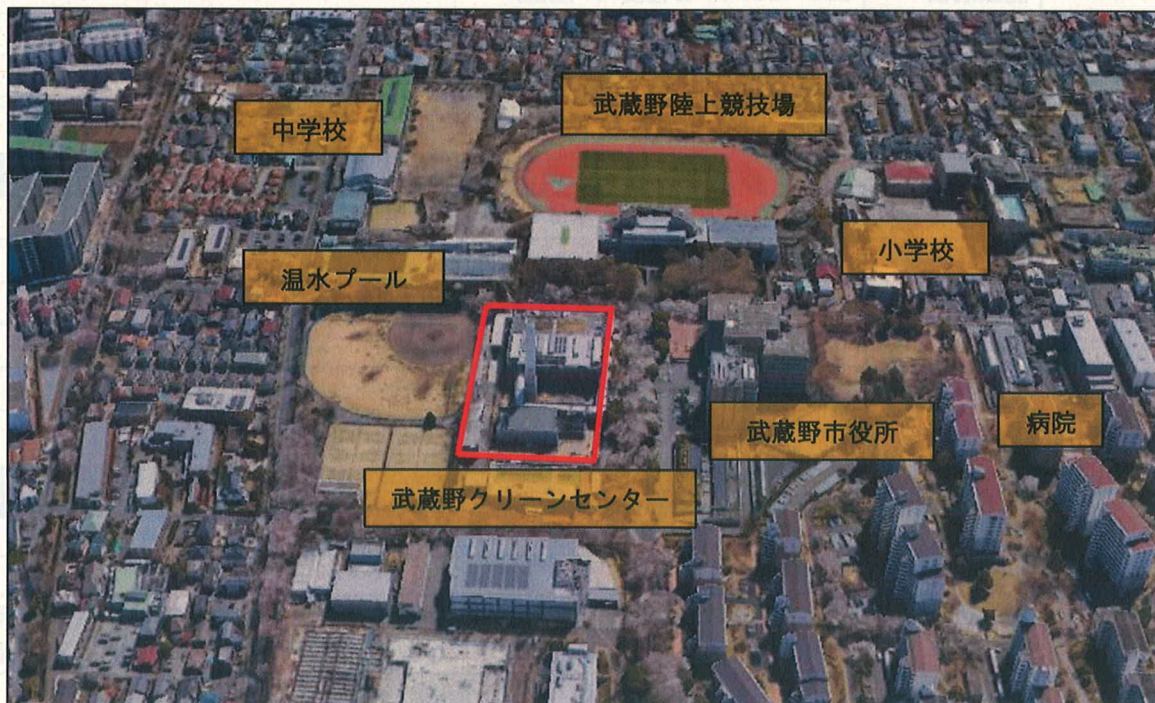 中学校
武蔵野陸上競技場
小学校
温水プール
武蔵野市役所
病院
武蔵野クリーンセンター